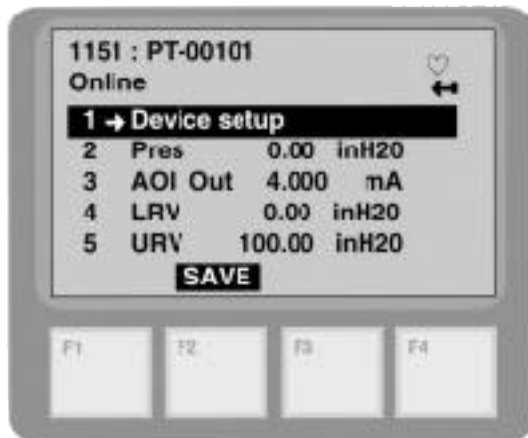 1151 : PT-00101
Online
1 → Device setup
2 Pres 0.00 inH20
3 AOI Out 4.000 mA
4 LRV 0.00 inH20
5 URV 100.00 inH20
SAVE
F1 F2 F3 F4